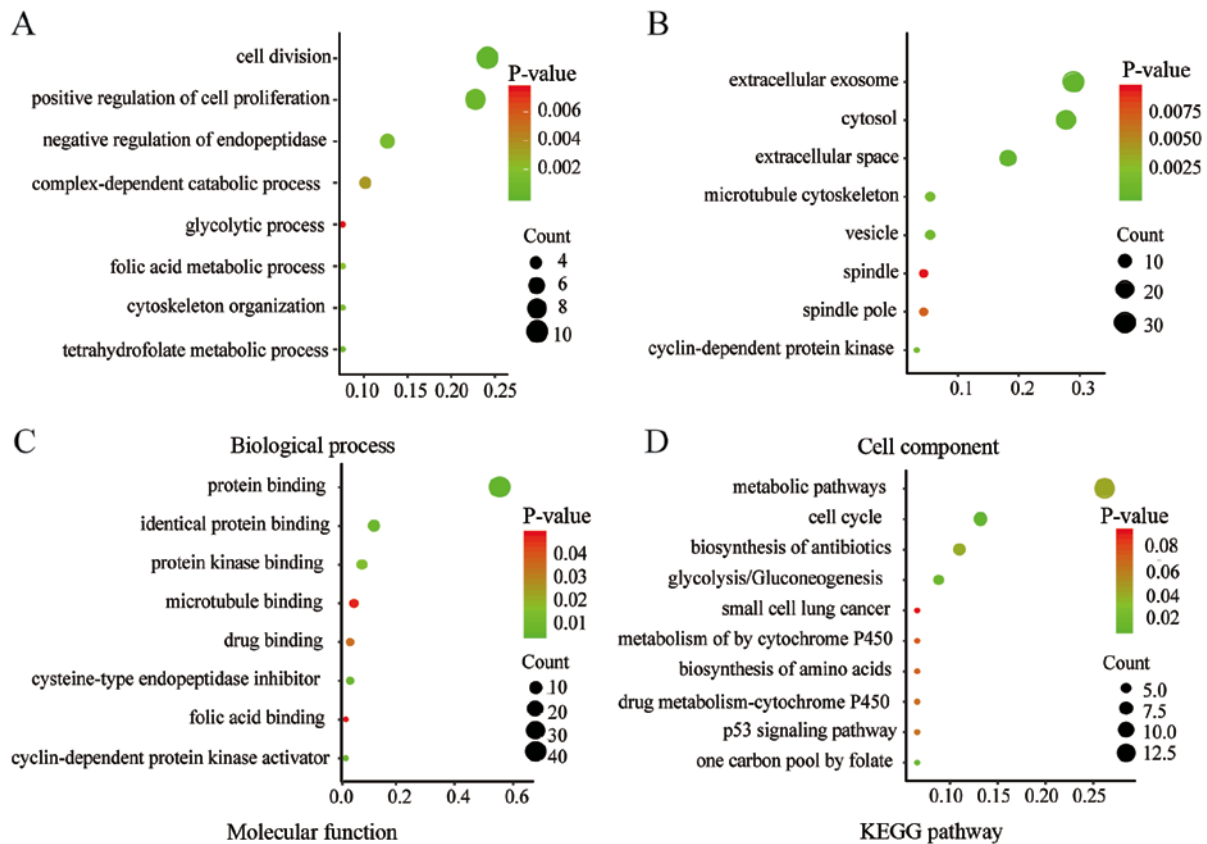 A
cell division
positive regulation of cell proliferation
negative regulation of endopeptidase
complex-dependent catabolic process
glycolytic process
folic acid metabolic process
cytoskeleton organization
tetrahydrofolate metabolic process
0.10 0.15 0.20 0.25
P-value
0.006
0.004
0.002
Count
4
6
8
10
Biological process
B
extracellular exosome
cytosol
extracellular space
microtubule cytoskeleton
vesicle
spindle
spindle pole
cyclin-dependent protein kinase
0.1 0.2 0.3
P-value
0.0075
0.0050
0.0025
Count
10
20
30
Cell component
C
protein binding
identical protein binding
protein kinase binding
microtubule binding
drug binding
cysteine-type endopeptidase inhibitor
folic acid binding
cyclin-dependent protein kinase activator
0.0 0.2 0.4 0.6
P-value
0.04
0.03
0.02
0.01
Count
10
20
30
40
Molecular function
D
metabolic pathways
cell cycle
biosynthesis of antibiotics
glycolysis/Gluconeogenesis
small cell lung cancer
metabolism of by cytochrome P450
biosynthesis of amino acids
drug metabolism-cytochrome P450
p53 signaling pathway
one carbon pool by folate
0.10 0.15 0.20 0.25
P-value
0.08
0.06
0.04
0.02
Count
5.0
7.5
10.0
12.5
KEGG pathway